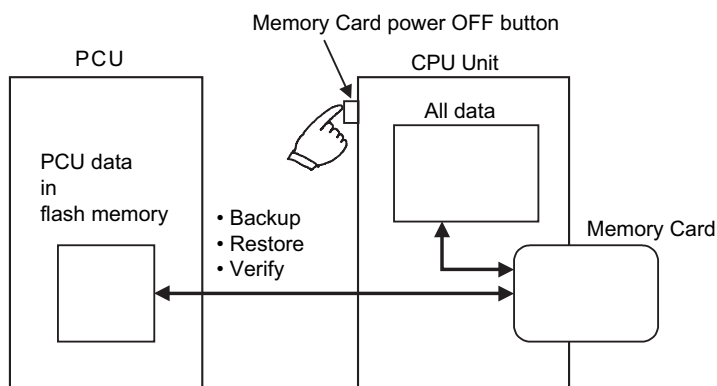 Memory Card power OFF button
PCU
CPU Unit
All data
PCU data
in
flash memory
• Backup
• Restore
• Verify
Memory Card